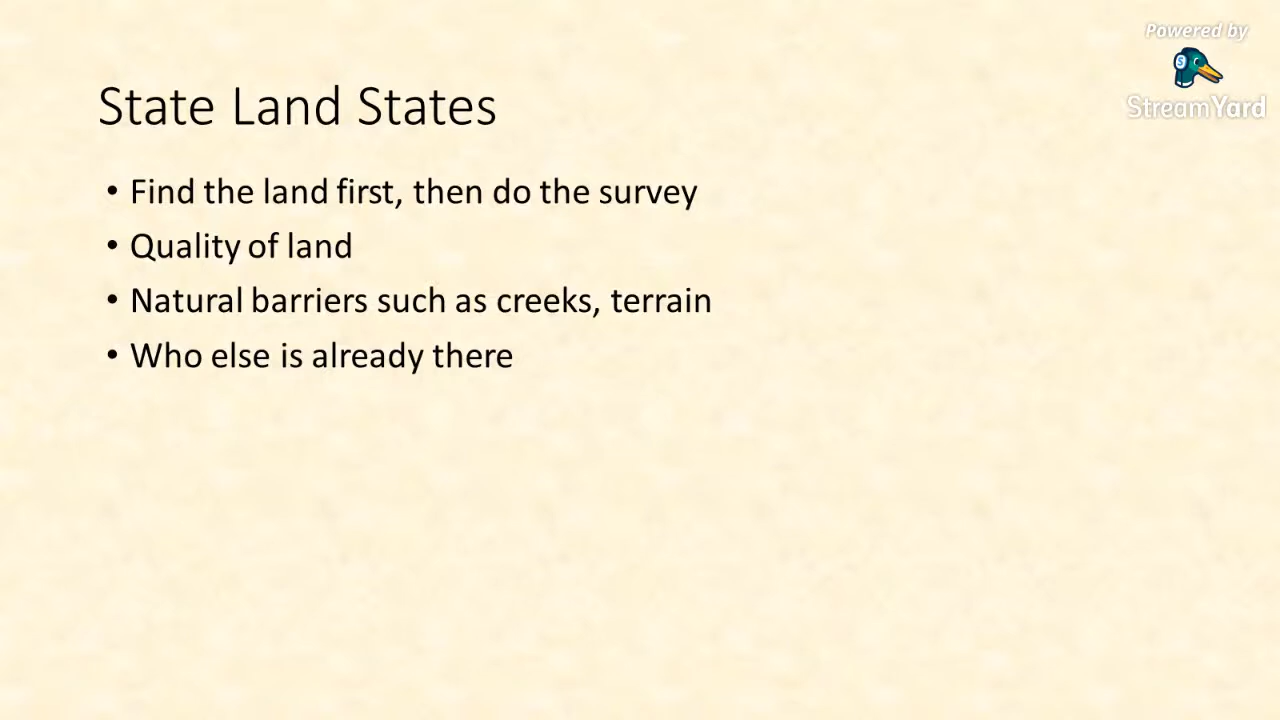 Powered by
StreamYard
State Land States
• Find the land first, then do the survey
• Quality of land
• Natural barriers such as creeks, terrain
• Who else is already there